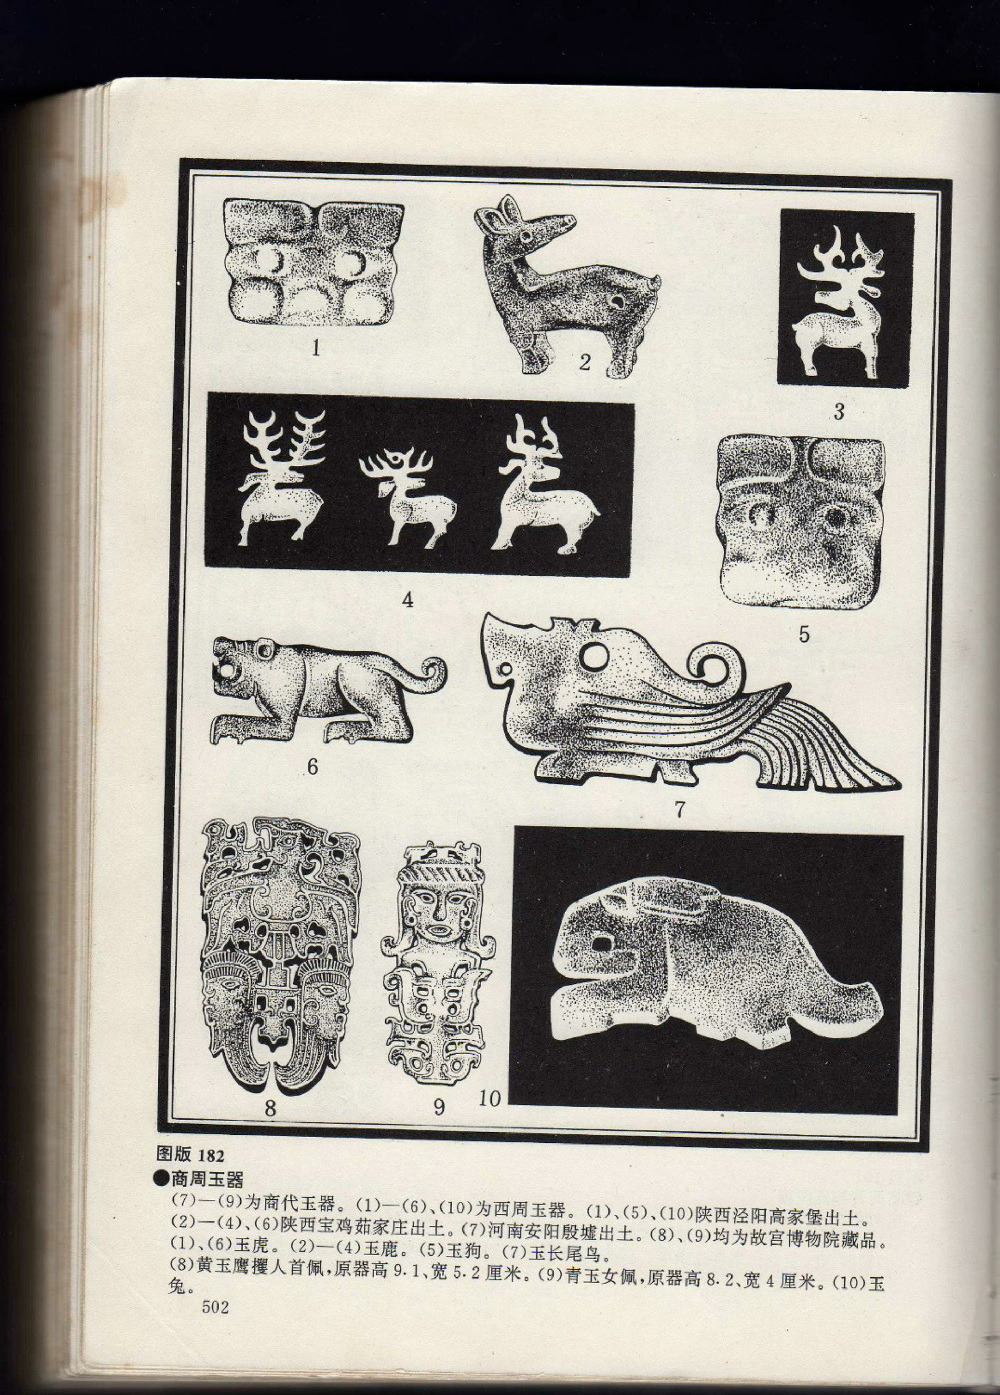 1
2
3
4
5
6
7
8
9
10
图版 182
●商周玉器
(7)—(9)为商代玉器。(1)—(6)、(10)为西周玉器。(1)、(5)、(10)陕西泾阳高家堡出土。
(2)—(4)、(6)陕西宝鸡茹家庄出土。(7)河南安阳殷墟出土。(8)、(9)均为故宫博物院藏品。
(1)、(6)玉虎。(2)—(4)玉鹿。(5)玉狗。(7)玉长尾鸟。
(8)黄玉鹰攫人首佩,原器高9.1、宽5.2厘米。(9)青玉女佩,原器高8.2、宽4厘米。(10)玉
兔。
502